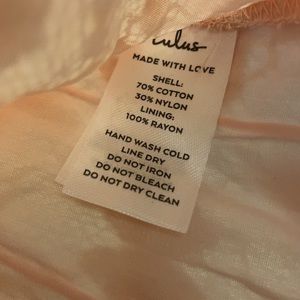 lulus
MADE WITH LOVE
SHELL:
70% COTTON
30% NYLON
LINING:
100% RAYON
HAND WASH COLD
LINE DRY
DO NOT IRON
DO NOT BLEACH
DO NOT DRY CLEAN